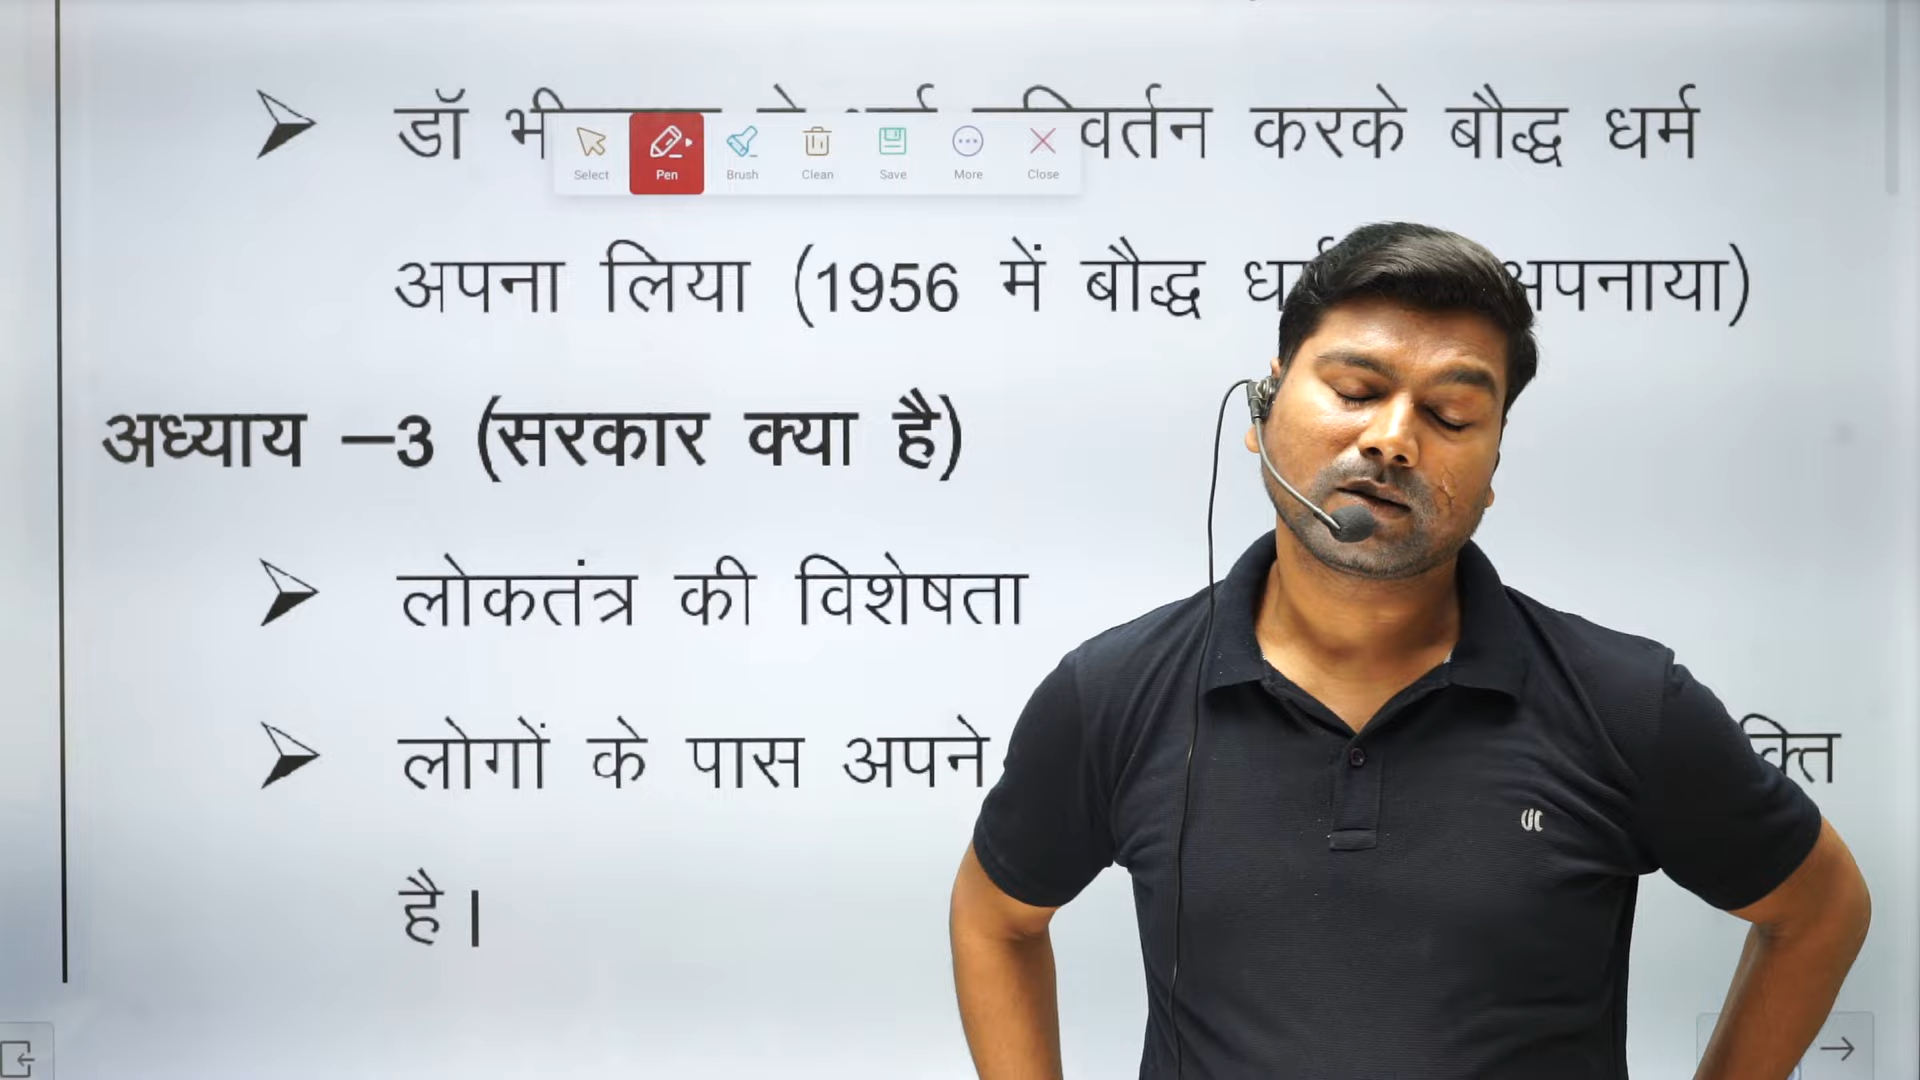 डॉ वर्तन करके बौद्ध धर्म
Select Pen Brush Clean Save More Close
अपना लिया (1956 में बौद्ध अपनाया)
अध्याय –3 (सरकार क्या है)
लोकतंत्र की विशेषता
लोगों के पास अपने
है।